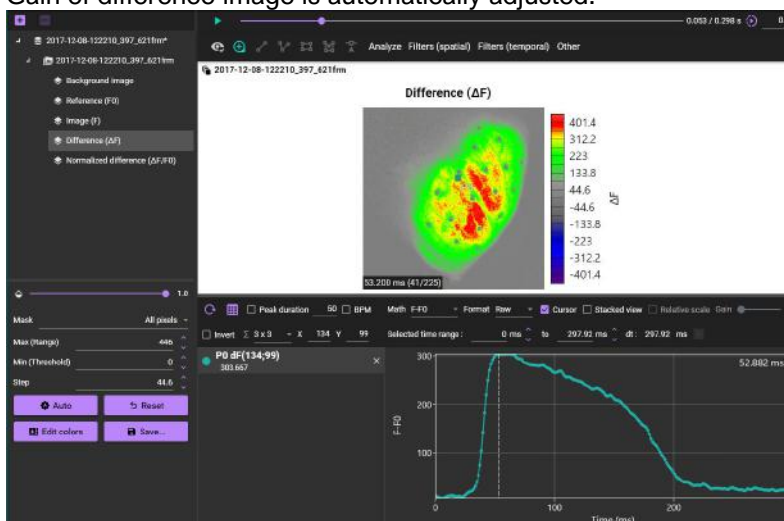 Gain of difference image is automatically adjusted.
0.053 / 0.298 s
2017-12-08-122210_397_621frm*
2017-12-08-122210_397_621frm
Background image
Reference (F0)
Image (F)
Difference (ΔF)
Normalized difference (ΔF/F0)
Analyze Filters (spatial) Filters (temporal) Other
2017-12-08-122210_397_621frm
Difference (ΔF)
401.4
312.2
223
133.8
44.6
-44.6
-133.8
-223
-312.2
-401.4
ΔF
53.200 ms (41/225)
1.0
Mask All pixels
Max (Range) 446
Min (Threshold) 0
Step 44.6
Auto Reset
Edit colors Save...
Peak duration 50 BPM Math F-F0 Format Raw Cursor Stacked view Relative scale Gain
Invert Σ 3 x 3 X 134 Y 99 Selected time range: 0 ms to 297.92 ms dt: 297.92 ms
P0 dF(134;99)
303.667
52.882 ms
300
200
100
F-F0
0 100 200
Time (ms)